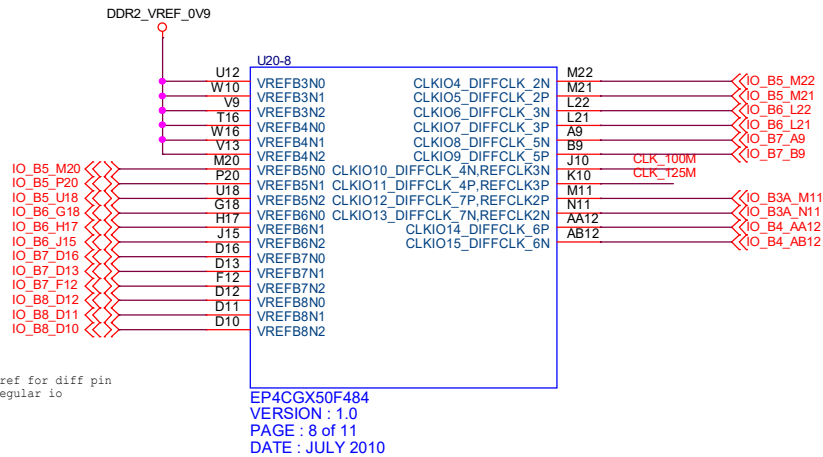 DDR2_VREF_0V9
U20-8
U12 VREFB3N0 CLKIO4_DIFFCLK_2N M22 IO_B5_M22
W10 VREFB3N1 CLKIO5_DIFFCLK_2P M21 IO_B5_M21
V9 VREFB3N2 CLKIO6_DIFFCLK_3N L22 IO_B6_L22
T16 VREFB4N0 CLKIO7_DIFFCLK_3P L21 IO_B6_L21
W16 VREFB4N1 CLKIO8_DIFFCLK_5N A9 IO_B7_A9
V13 VREFB4N2 CLKIO9_DIFFCLK_5P B9 IO_B7_B9
IO_B5_M20 M20 VREFB5N0 CLKIO10_DIFFCLK_4N,REFCLK3N J10 CLK_100M
IO_B5_P20 P20 VREFB5N1 CLKIO11_DIFFCLK_4P,REFCLK3P K10 CLK_125M
IO_B5_U18 U18 VREFB5N2 CLKIO12_DIFFCLK_7P,REFCLK2P M11 IO_B3A_M11
IO_B6_G18 G18 VREFB6N0 CLKIO13_DIFFCLK_7N,REFCLK2N N11 IO_B3A_N11
IO_B6_H17 H17 VREFB6N1 CLKIO14_DIFFCLK_6P AA12 IO_B4_AA12
IO_B6_J15 J15 VREFB6N2 CLKIO15_DIFFCLK_6N AB12 IO_B4_AB12
IO_B7_D16 D16 VREFB7N0
IO_B7_D13 D13 VREFB7N1
IO_B7_F12 F12 VREFB7N2
IO_B8_D12 D12 VREFB8N0
IO_B8_D11 D11 VREFB8N1
IO_B8_D10 D10 VREFB8N2
ref for diff pin
egular io
EP4CGX50F484
VERSION : 1.0
PAGE : 8 of 11
DATE : JULY 2010